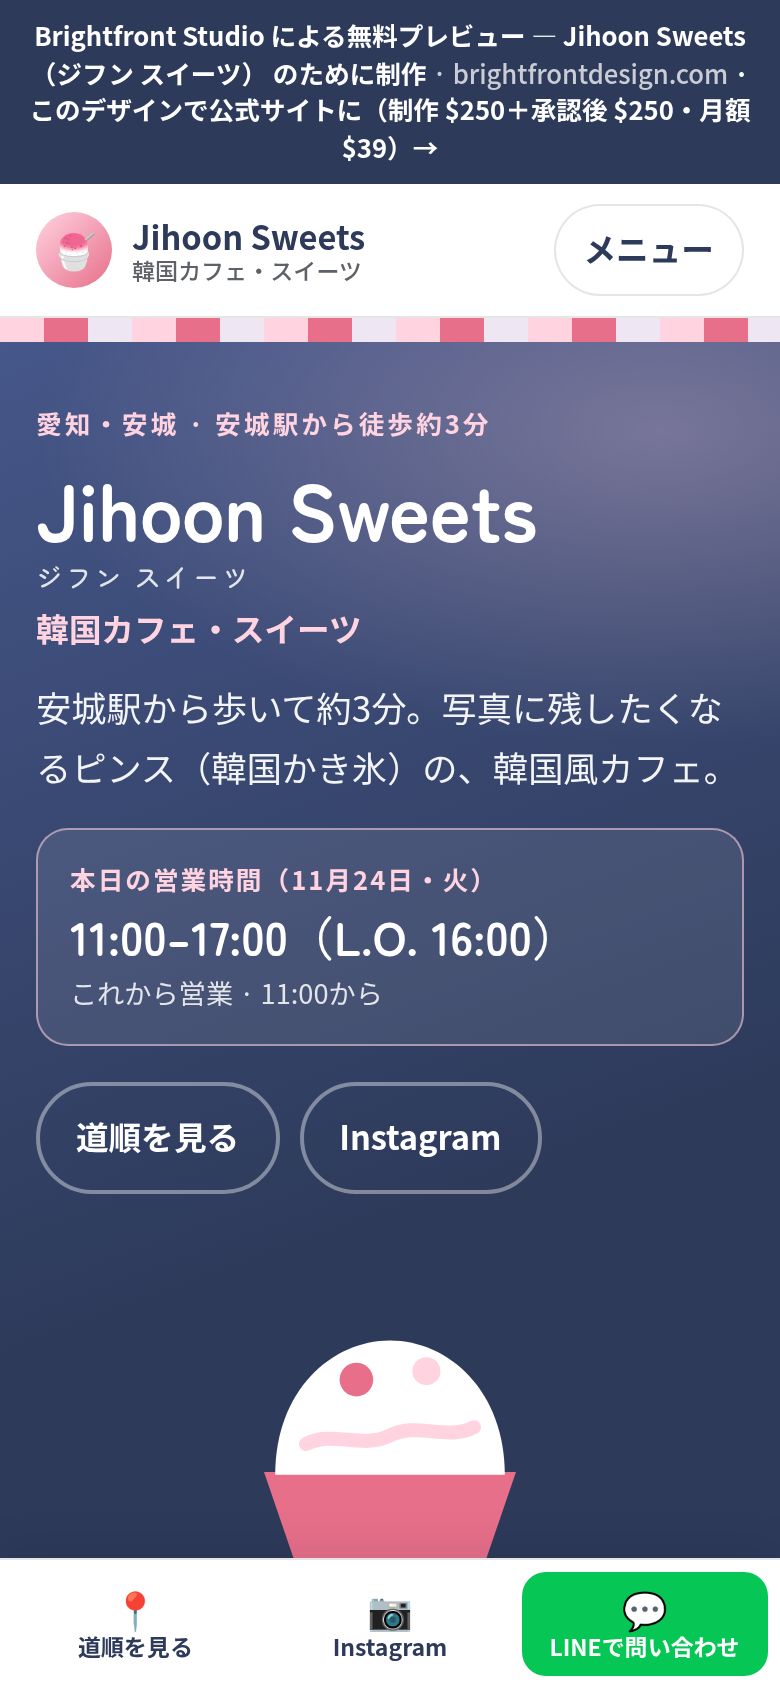 Brightfront Studio による無料プレビュー — Jihoon Sweets
（ジフン スイーツ） のために制作 · brightfrontdesign.com ·
このデザインで公式サイトに（制作 $250＋承認後 $250・月額
$39）→
Jihoon Sweets
韓国カフェ・スイーツ
メニュー
愛知・安城 · 安城駅から徒歩約3分
Jihoon Sweets
ジフン スイーツ
韓国カフェ・スイーツ
安城駅から歩いて約3分。写真に残したくな
るピンス（韓国かき氷）の、韓国風カフェ。
本日の営業時間（11月24日・火）
11:00–17:00（L.O. 16:00）
これから営業 · 11:00から
道順を見る
Instagram
道順を見る
Instagram
LINEで問い合わせ